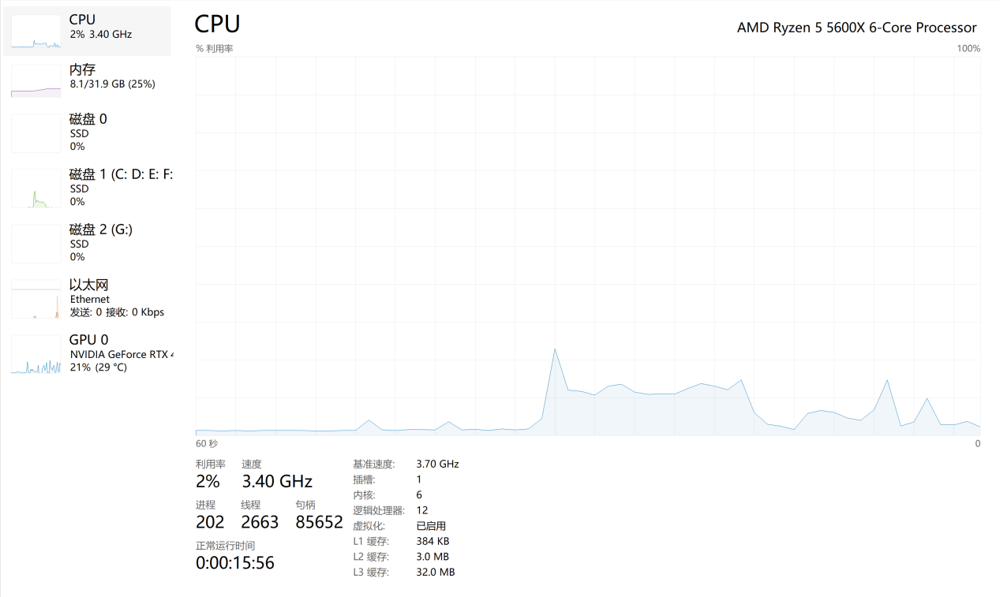 CPU
2% 3.40 GHz
内存
8.1/31.9 GB (25%)
磁盘 0
SSD
0%
磁盘 1 (C: D: E: F:
SSD
0%
磁盘 2 (G:)
SSD
0%
以太网
Ethernet
发送: 0 接收: 0 Kbps
GPU 0
NVIDIA GeForce RTX
21% (29 °C)
CPU
AMD Ryzen 5 5600X 6-Core Processor
% 利用率
100%
60 秒
0
利用率 速度
2% 3.40 GHz
进程 线程 句柄
202 2663 85652
正常运行时间
0:00:15:56
基准速度: 3.70 GHz
插槽: 1
内核: 6
逻辑处理器: 12
虚拟化: 已启用
L1 缓存: 384 KB
L2 缓存: 3.0 MB
L3 缓存: 32.0 MB